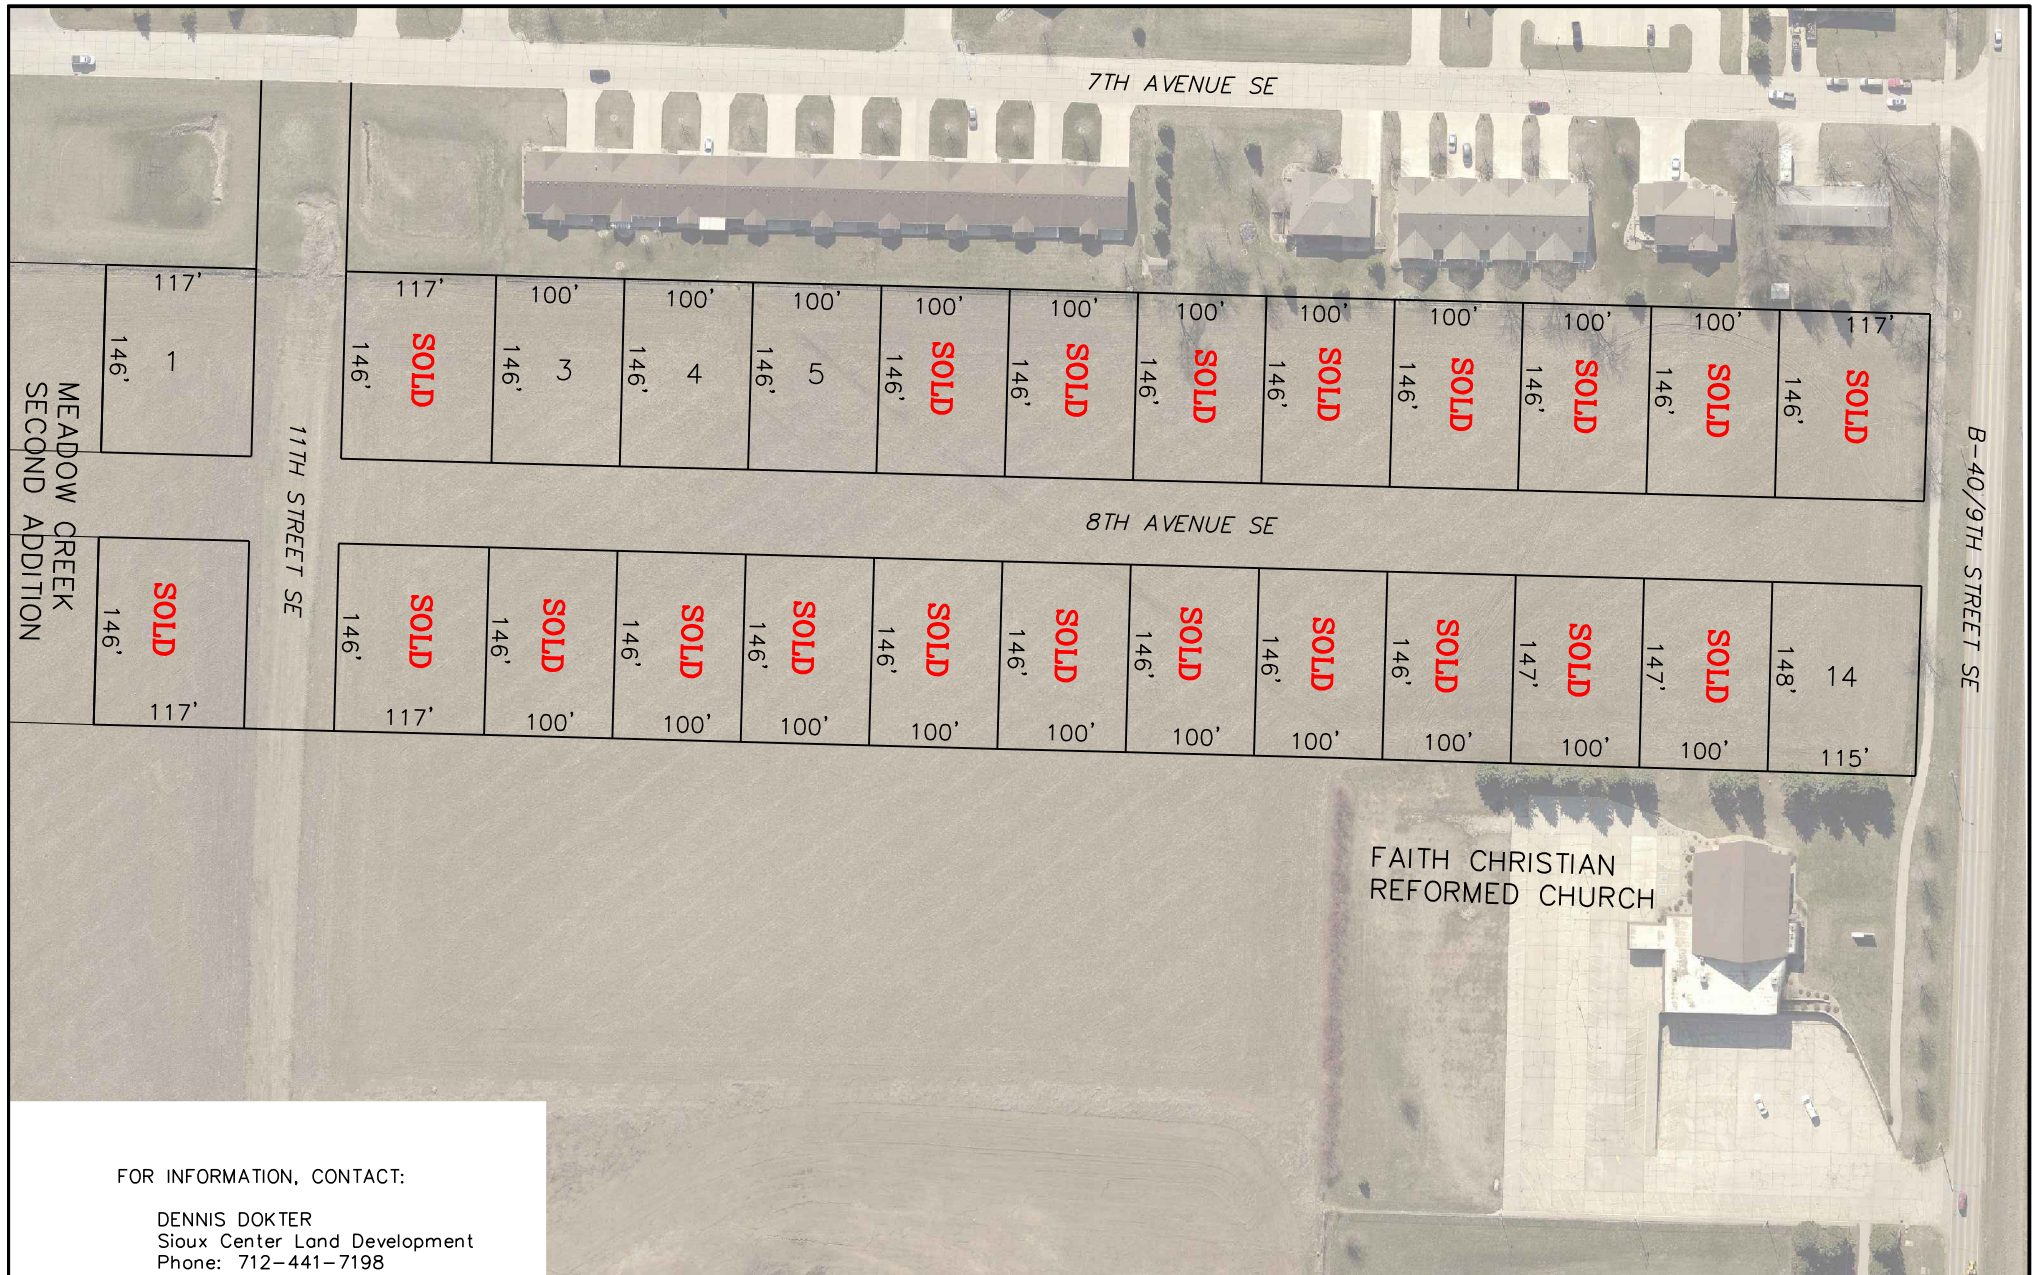 7TH AVENUE SE
117'
146'
1
117'
146'
SOLD
100'
146'
3
100'
146'
4
100'
146'
5
100'
146'
SOLD
100'
146'
SOLD
100'
146'
SOLD
100'
146'
SOLD
100'
146'
SOLD
100'
146'
SOLD
100'
146'
SOLD
117'
146'
SOLD
MEADOW CREEK
SECOND ADDITION
11TH STREET SE
8TH AVENUE SE
B-40/9TH STREET SE
146'
SOLD
117'
146'
SOLD
117'
146'
SOLD
100'
146'
SOLD
100'
146'
SOLD
100'
146'
SOLD
100'
146'
SOLD
100'
146'
SOLD
100'
146'
SOLD
100'
146'
SOLD
100'
147'
SOLD
100'
147'
SOLD
100'
148'
14
115'
FAITH CHRISTIAN
REFORMED CHURCH
FOR INFORMATION, CONTACT:
DENNIS DOKTER
Sioux Center Land Development
Phone: 712-441-7198